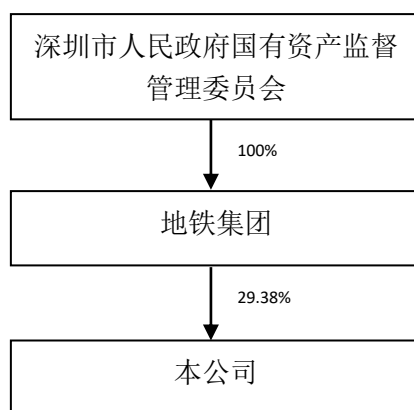 深圳市人民政府国有资产监督
管理委员会
100%
地铁集团
29.38%
本公司